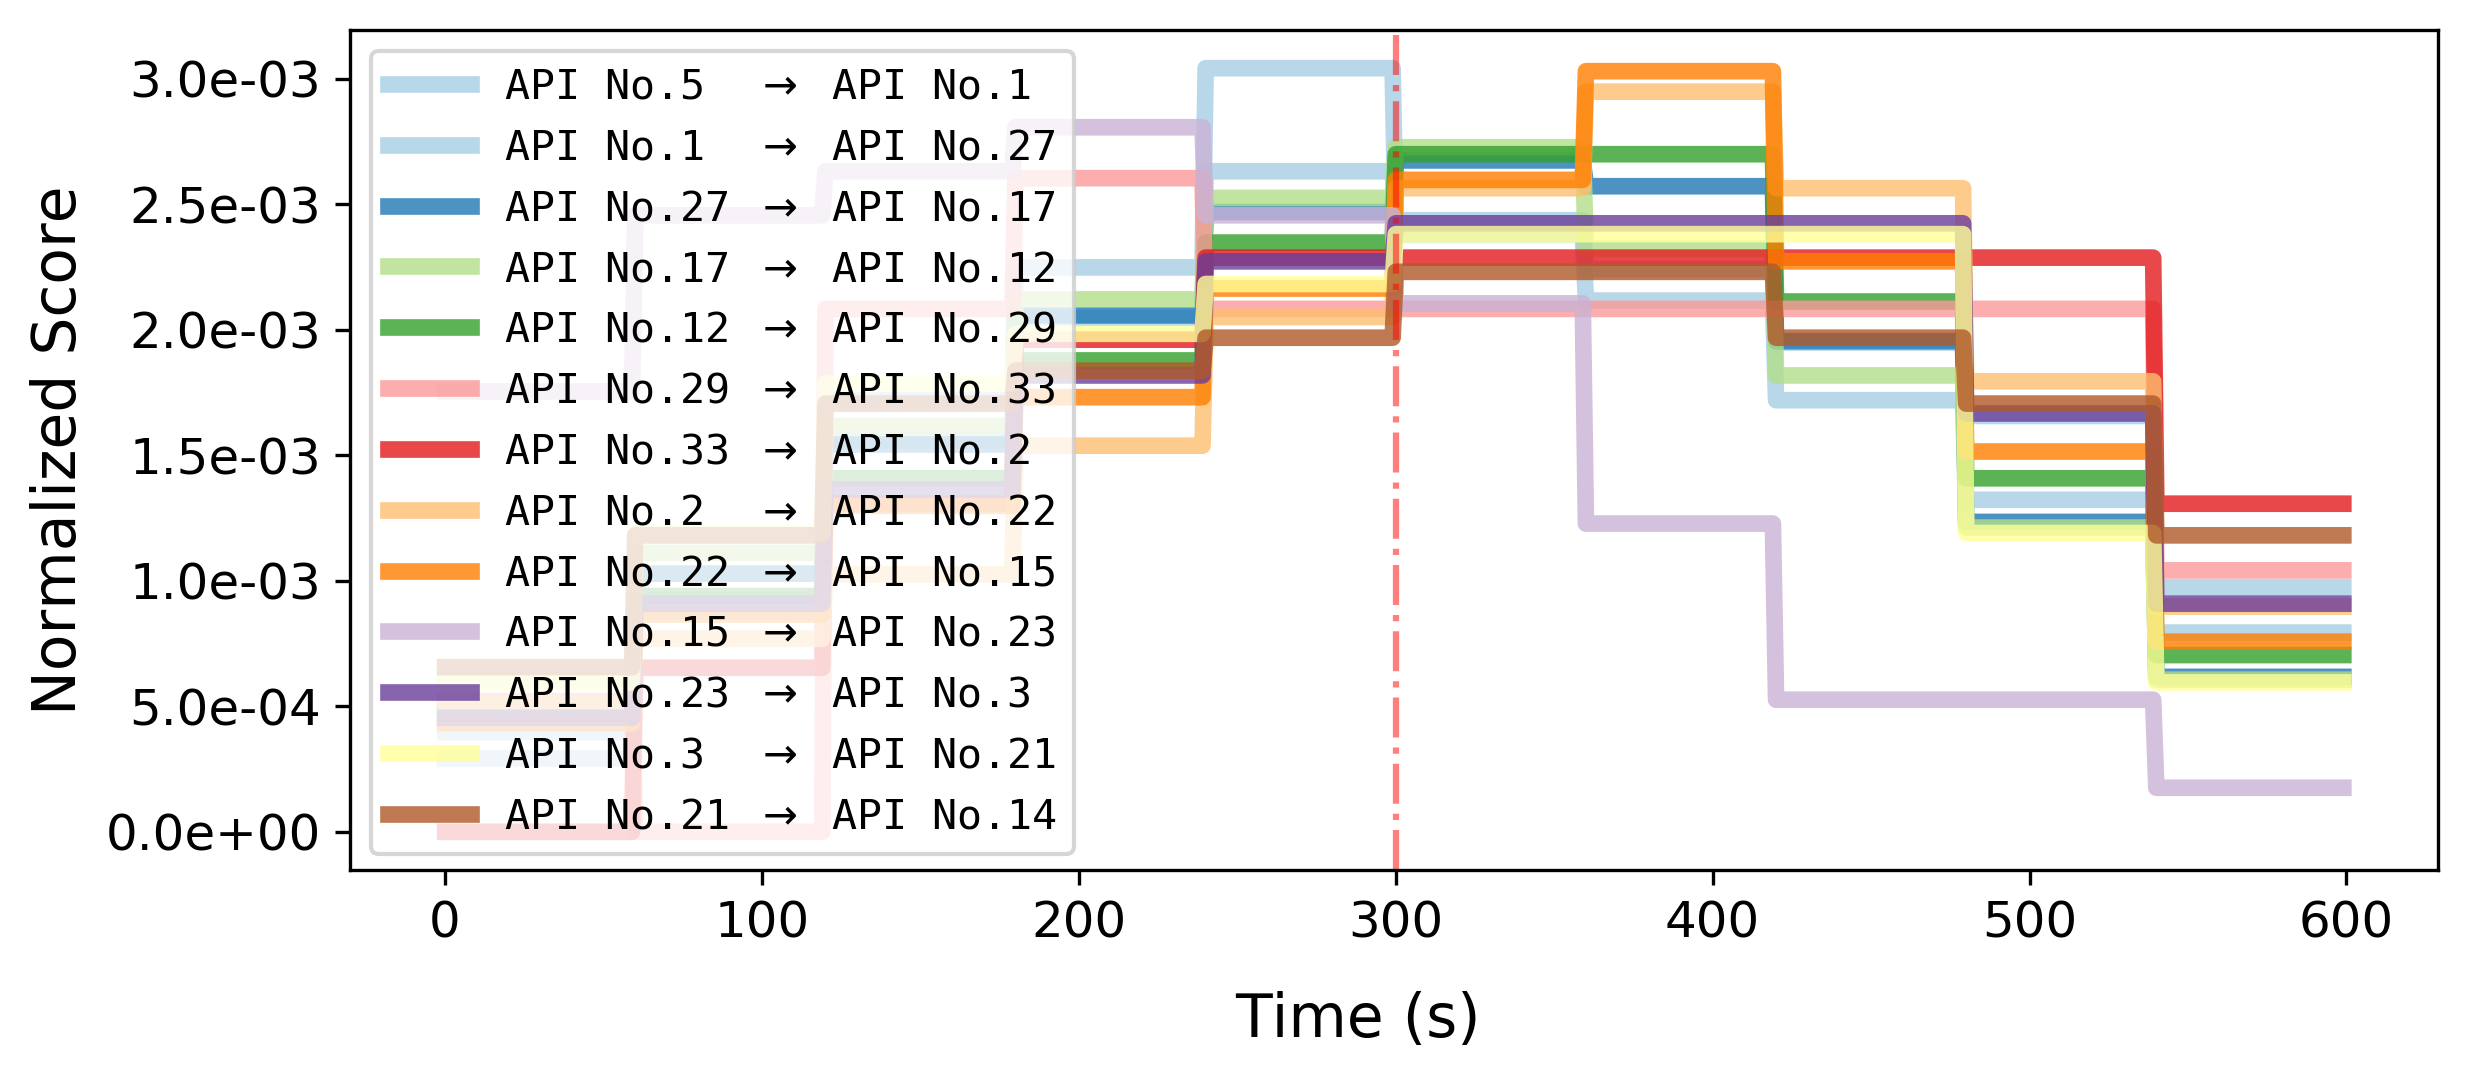 Normalized Score
3.0e-03
2.5e-03
2.0e-03
1.5e-03
1.0e-03
5.0e-04
0.0e+00
API No.5 → API No.1
API No.1 → API No.27
API No.27 → API No.17
API No.17 → API No.12
API No.12 → API No.29
API No.29 → API No.33
API No.33 → API No.2
API No.2 → API No.22
API No.22 → API No.15
API No.15 → API No.23
API No.23 → API No.3
API No.3 → API No.21
API No.21 → API No.14
0 100 200 300 400 500 600
Time (s)